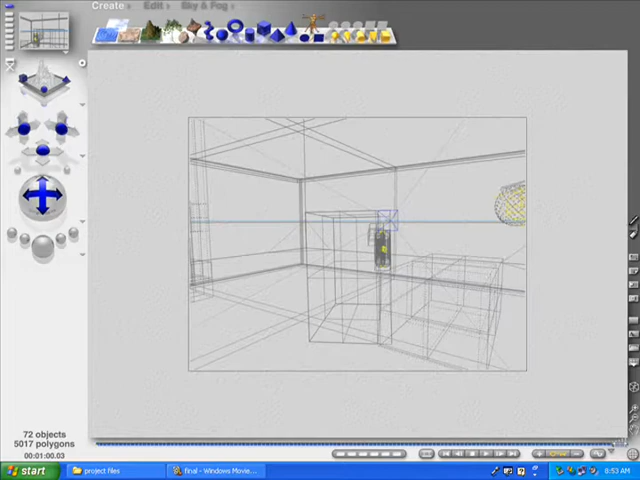 Create Edit Sky & Fog
72 objects
5017 polygons
00:01:00.03
start project files final - Windows Movie... 8:53 AM